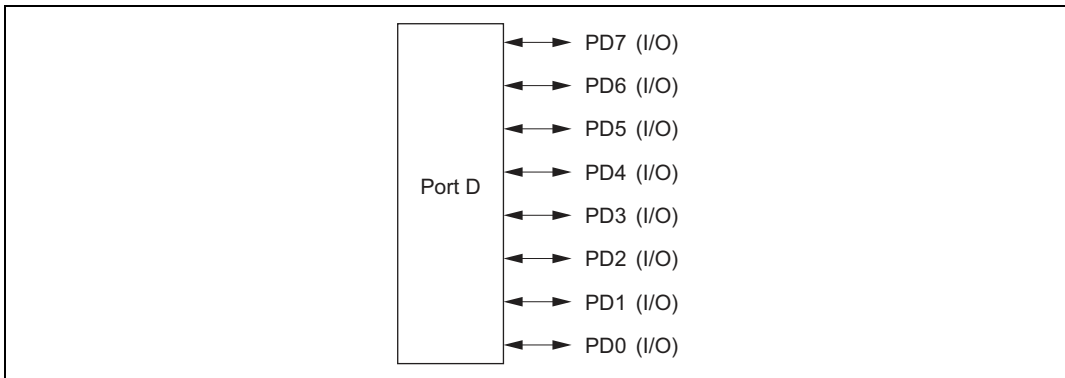 PD7 (I/O)
PD6 (I/O)
PD5 (I/O)
PD4 (I/O)
Port D
PD3 (I/O)
PD2 (I/O)
PD1 (I/O)
PD0 (I/O)